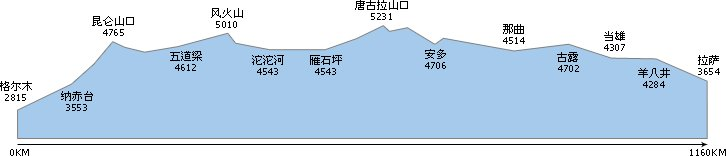 格尔木
2815
纳赤台
3553
昆仑山口
4765
五道梁
4612
风火山
5010
沱沱河
4543
雁石坪
4543
唐古拉山口
5231
安多
4706
那曲
4514
古露
4702
当雄
4307
羊八井
4284
拉萨
3654
0KM
1160KM